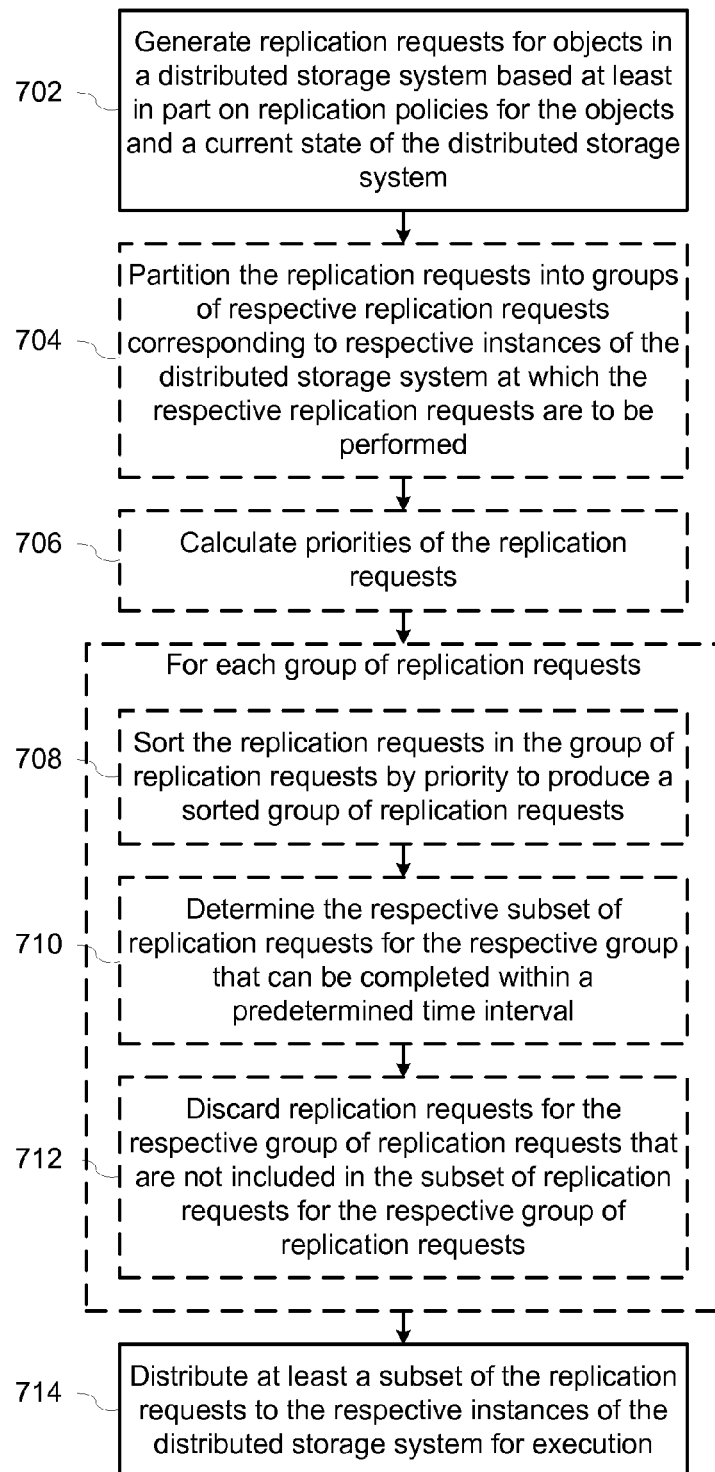 702
Generate replication requests for objects in
a distributed storage system based at least
in part on replication policies for the objects
and a current state of the distributed storage
system
704
Partition the replication requests into groups
of respective replication requests
corresponding to respective instances of the
distributed storage system at which the
respective replication requests are to be
performed
706
Calculate priorities of the replication
requests
For each group of replication requests
708
Sort the replication requests in the group of
replication requests by priority to produce a
sorted group of replication requests
710
Determine the respective subset of
replication requests for the respective group
that can be completed within a
predetermined time interval
712
Discard replication requests for the
respective group of replication requests that
are not included in the subset of replication
requests for the respective group of
replication requests
714
Distribute at least a subset of the replication
requests to the respective instances of the
distributed storage system for execution